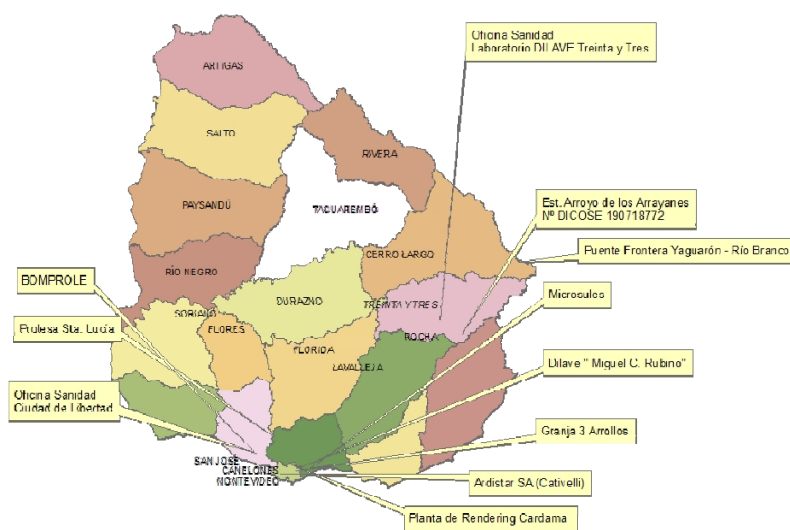 Oficina Sanidad
Laboratorio DILAVE Treinta y Tres
ARTIGAS
SALTO
RIVERA
PAYSANDÚ
TACUAREMBÓ
Est. Arroyo de los Arrayanes
Nº DICOSE 190718772
CERRO LARGO
Puente Frontera Yaguarón - Río Branco
RÍO NEGRO
BOMPROLE
DURAZNO
TREINTA Y TRES
Microsules
SORIANO
Prolesa Sta. Lucía
FLORES
ROCHA
FLORIDA
LAVALLEJA
Dilave " Miguel C. Rubino"
Oficina Sanidad
Ciudad de Libertad
Granja 3 Arrollos
SAN JOSE
CANELONES
MONTEVIDEO
Ardistar SA (Cativelli)
Planta de Rendering Cardama